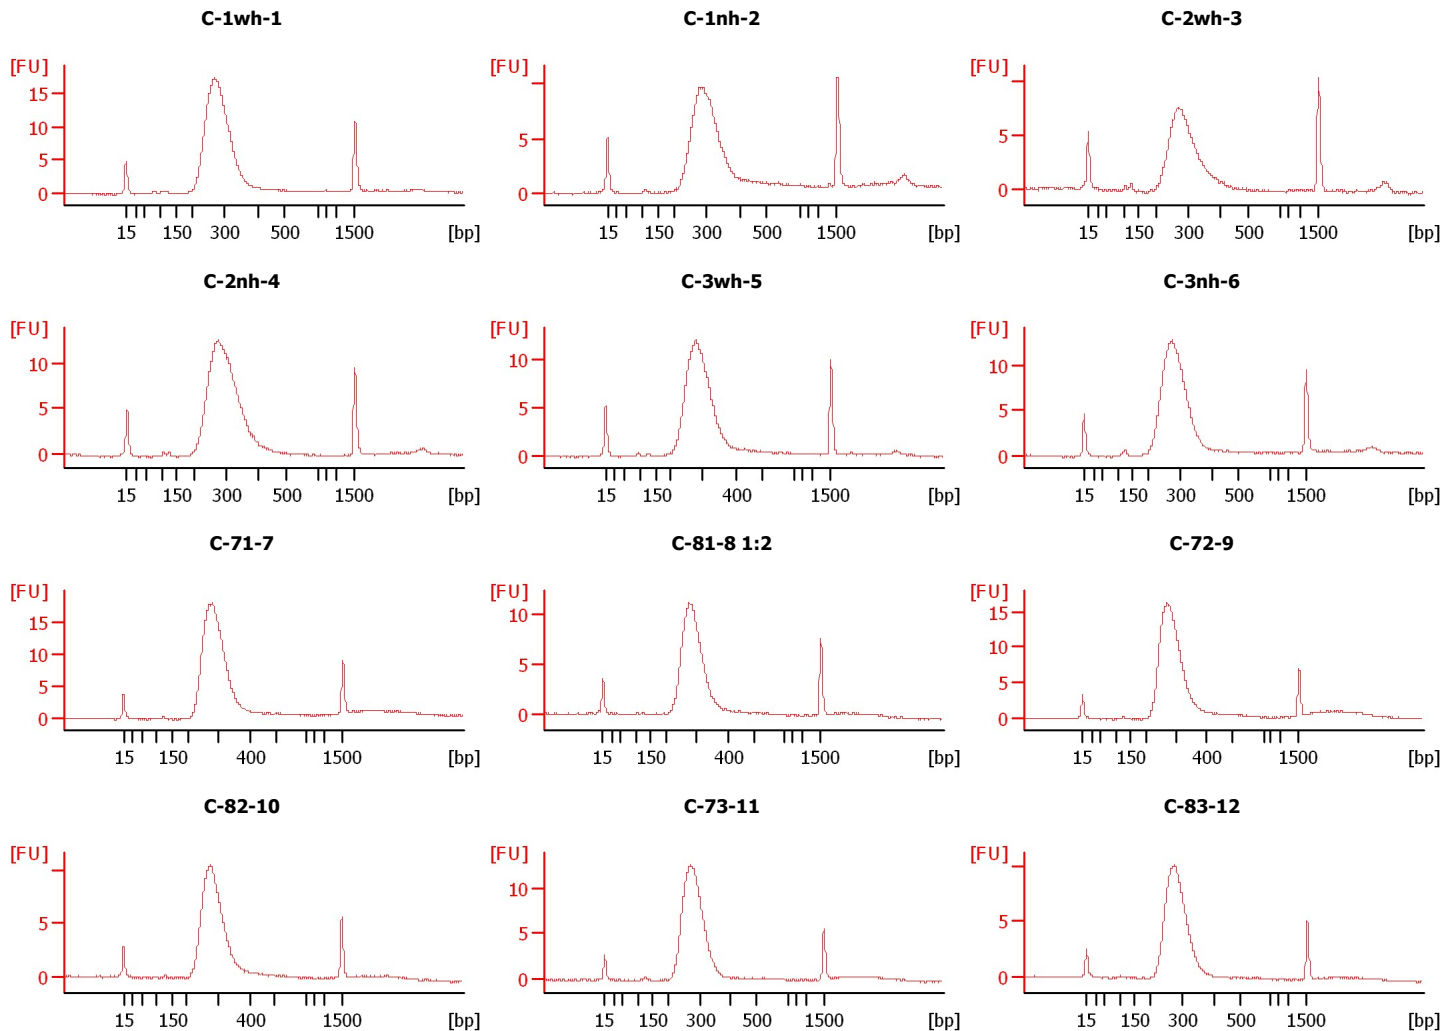 C-1wh-1
C-1nh-2
C-2wh-3
[FU]
15
10
5
0
15 150 300 500 1500 [bp]
[FU]
5
0
15 150 300 500 1500 [bp]
[FU]
5
0
15 150 300 500 1500 [bp]
C-2nh-4
C-3wh-5
C-3nh-6
[FU]
10
5
0
15 150 300 500 1500 [bp]
[FU]
10
5
0
15 150 400 1500 [bp]
[FU]
10
5
0
15 150 300 500 1500 [bp]
C-71-7
C-81-8 1:2
C-72-9
[FU]
15
10
5
0
15 150 400 1500 [bp]
[FU]
10
5
0
15 150 400 1500 [bp]
[FU]
15
10
5
0
15 150 400 1500 [bp]
C-82-10
C-73-11
C-83-12
[FU]
5
0
15 150 400 1500 [bp]
[FU]
10
5
0
15 150 300 500 1500 [bp]
[FU]
5
0
15 150 300 500 1500 [bp]